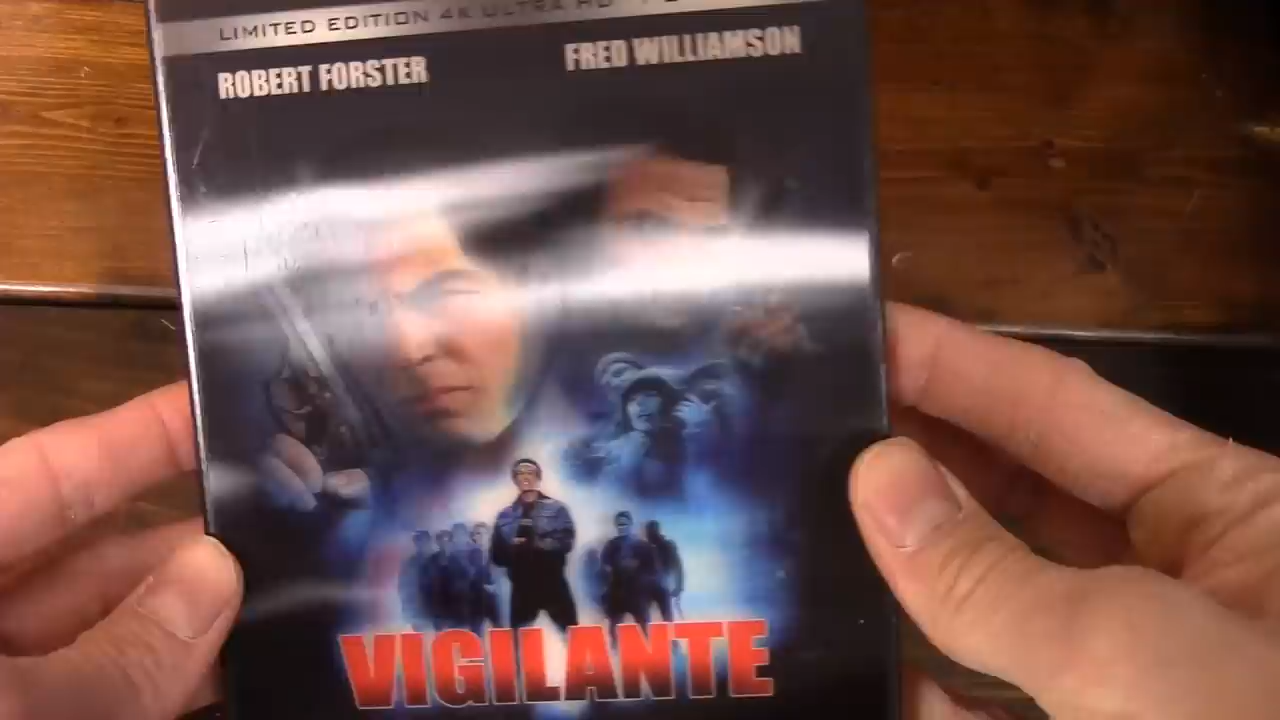 LIMITED EDITION 4K ULTRA HD
ROBERT FORSTER
FRED WILLIAMSON
VIGILANTE